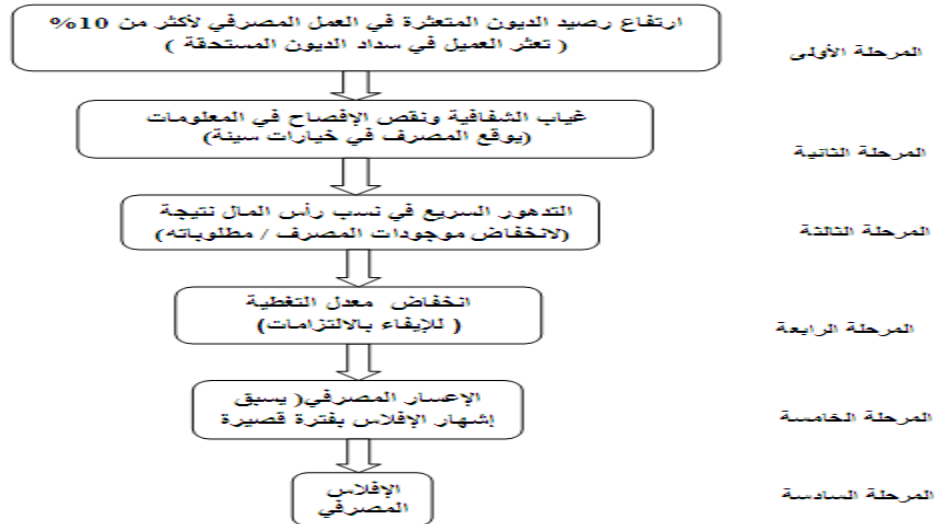 ارتفاع رصيد الديون المتعثرة في العمل المصرفي لأكثر من 10%
( تعثر العميل في سداد الديون المستحقة )
المرحلة الأولى
غياب الشفافية ونقص الإفصاح في المعلومات
(يوقع المصرف في خيارات سيئة)
المرحلة الثانية
التدهور السريع في نسب رأس المال نتيجة
(لانخفاض موجودات المصرف / مطلوباته)
المرحلة الثالثة
انخفاض معدل التغطية
( للإيفاء بالالتزامات)
المرحلة الرابعة
الإعسار المصرفي( يسبق
إشهار الإفلاس بفترة قصيرة
المرحلة الخامسة
الإفلاس
المصرفي
المرحلة السادسة